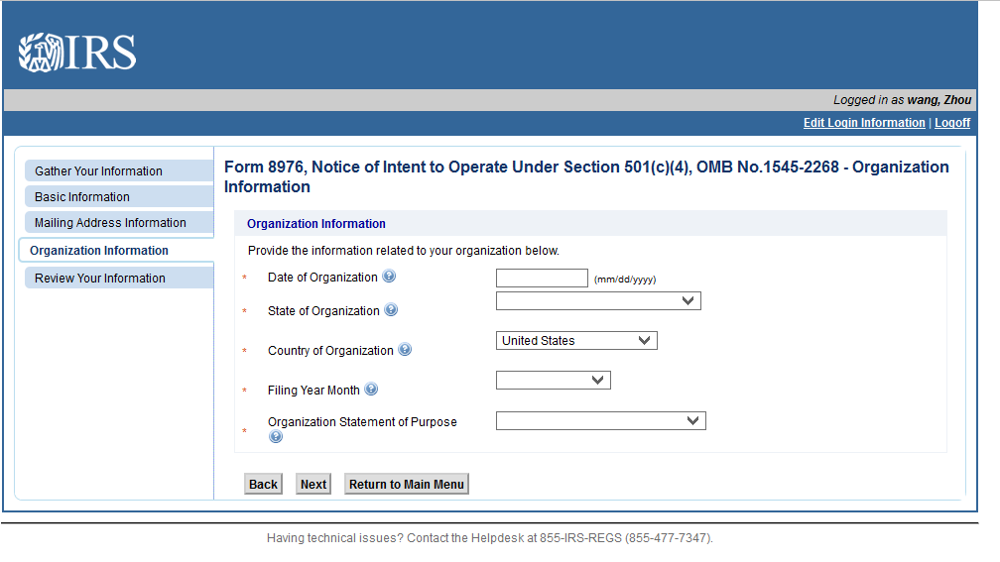 IRS
Logged in as wang, Zhou
Edit Login Information | Logoff
Gather Your Information
Basic Information
Mailing Address Information
Organization Information
Review Your Information
Form 8976, Notice of Intent to Operate Under Section 501(c)(4), OMB No.1545-2268 - Organization
Information
Organization Information
Provide the information related to your organization below.
* Date of Organization ? (mm/dd/yyyy)
* State of Organization ?
* Country of Organization ? United States
* Filing Year Month ?
* Organization Statement of Purpose
?
Back Next Return to Main Menu
Having technical issues? Contact the Helpdesk at 855-IRS-REGS (855-477-7347).